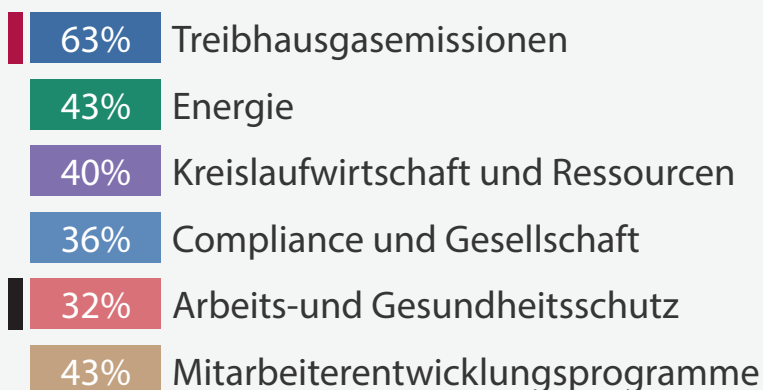 63% Treibhausgasemissionen
43% Energie
40% Kreislaufwirtschaft und Ressourcen
36% Compliance und Gesellschaft
32% Arbeits-und Gesundheitsschutz
43% Mitarbeiterentwicklungsprogramme